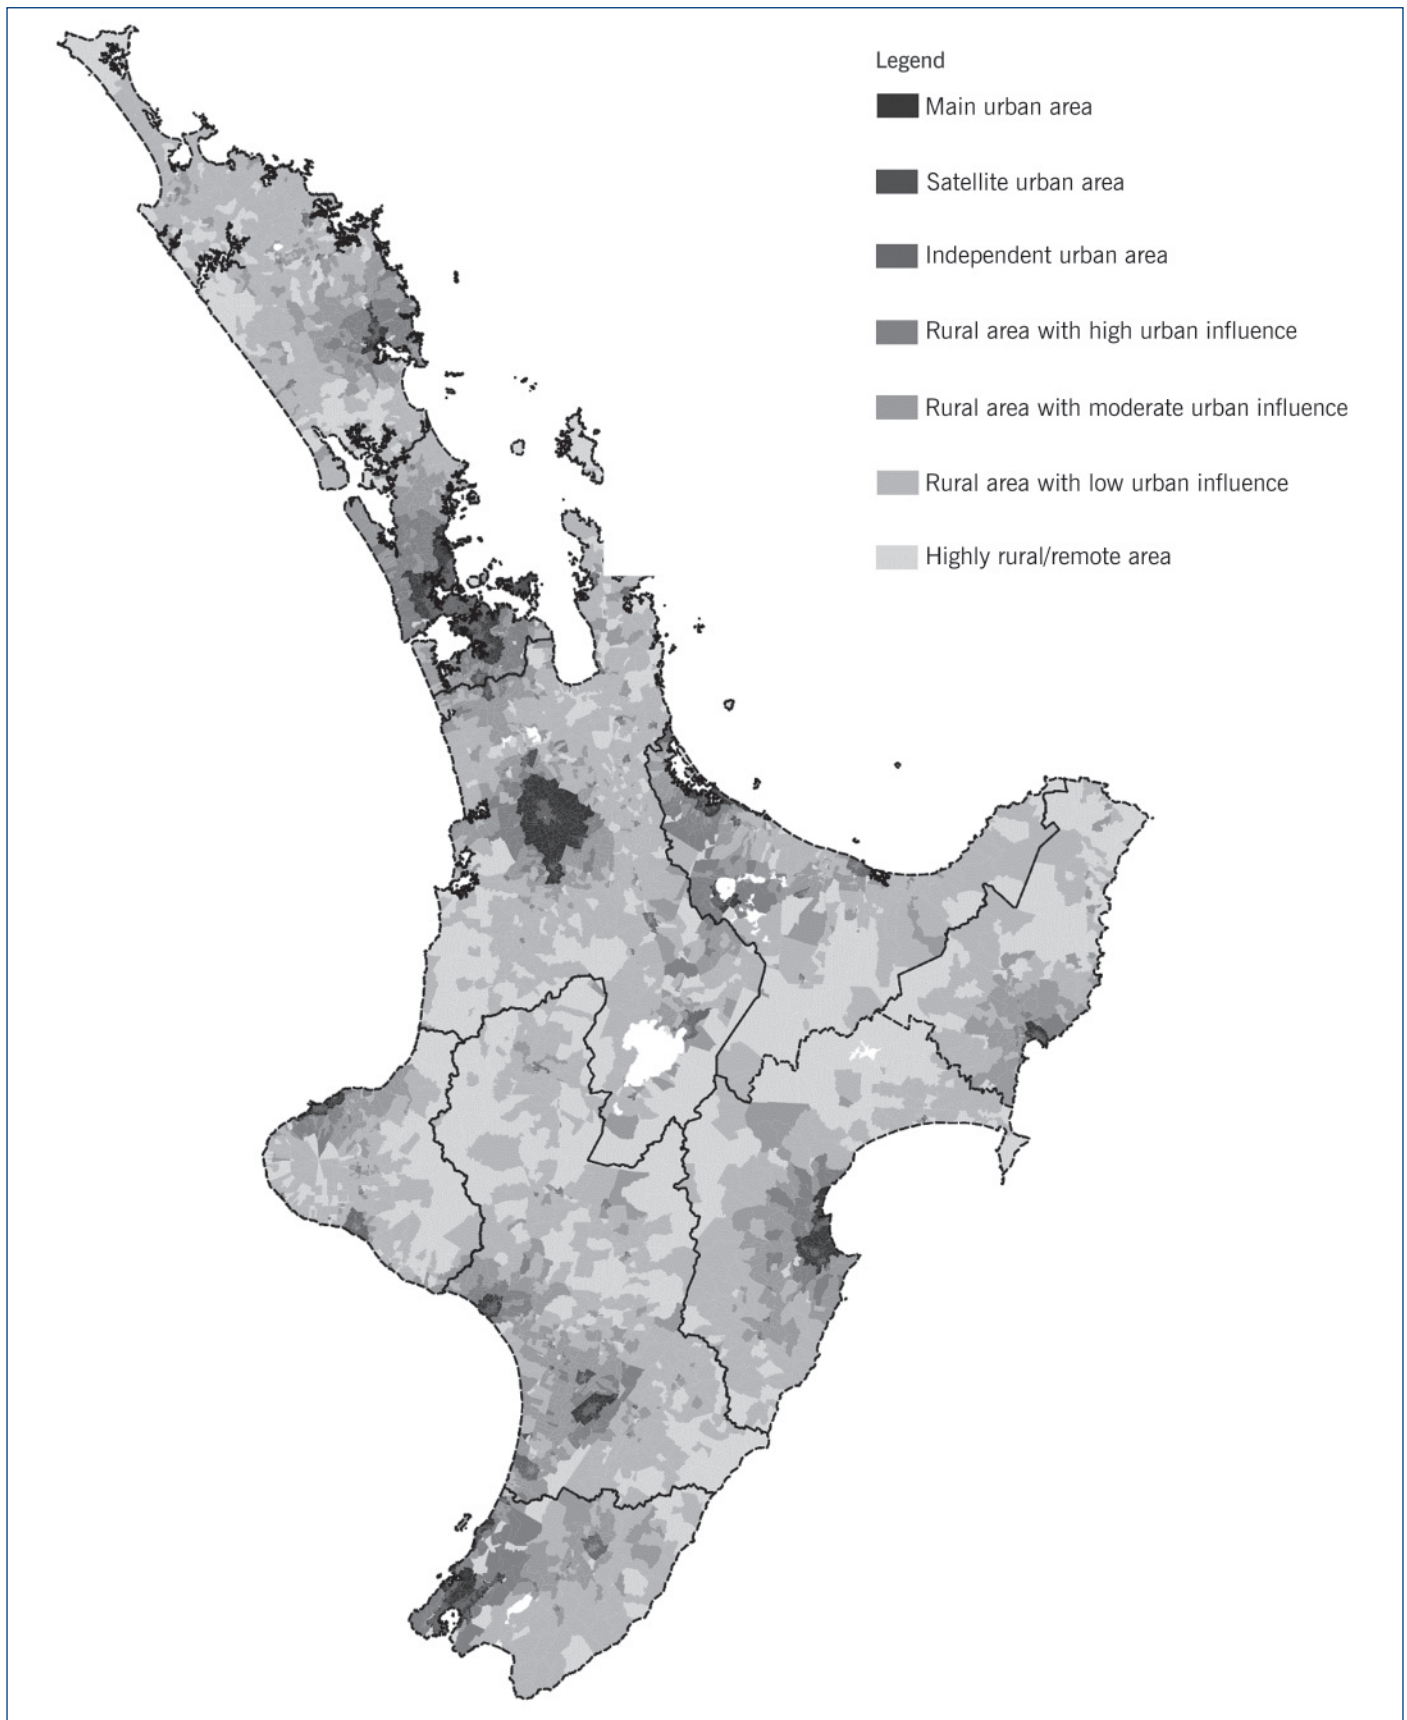 Legend
Main urban area
Satellite urban area
Independent urban area
Rural area with high urban influence
Rural area with moderate urban influence
Rural area with low urban influence
Highly rural/remote area